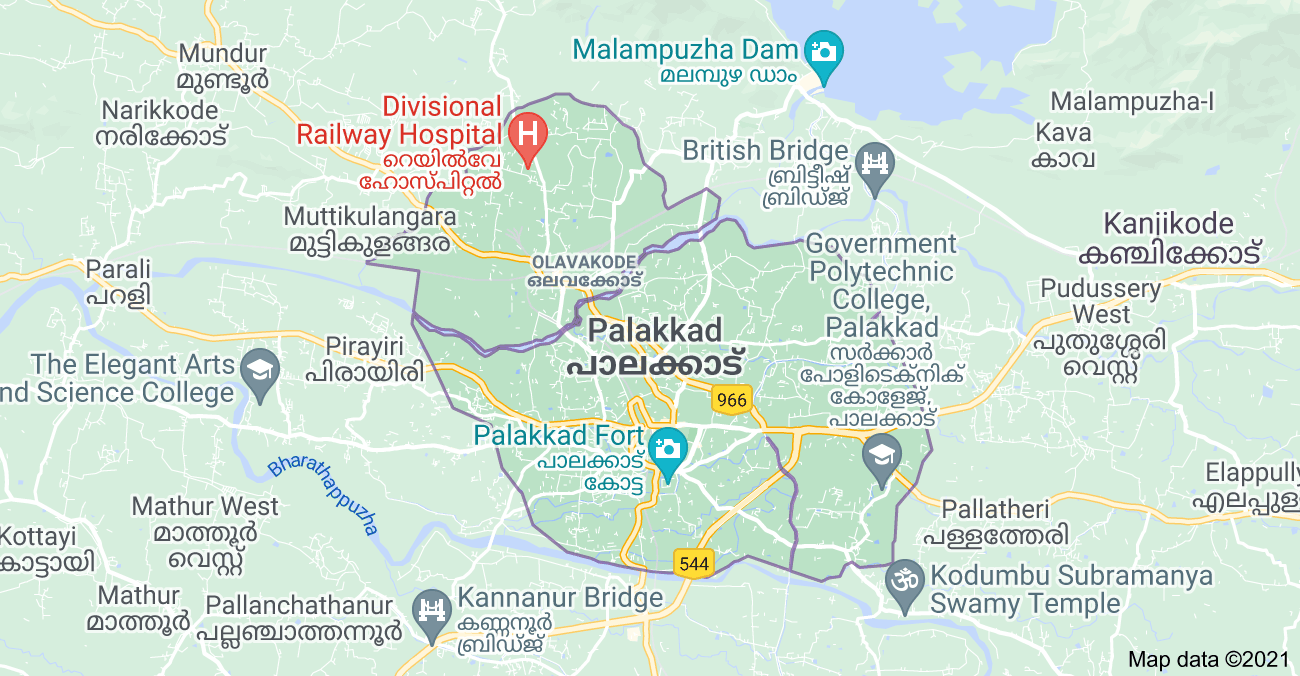 Mundur
മുണ്ടൂർ
Malampuzha Dam
മലമ്പുഴ ഡാം
Narikkode
നരിക്കോട്
Divisional
Railway Hospital
റെയിൽവേ
ഹോസ്പിറ്റൽ
Malampuzha-I
Kava
കാവ
British Bridge
ബ്രിട്ടീഷ്
ബ്രിഡ്ജ്
Muttikulangara
മുട്ടികുളങ്ങര
Kanjikode
കഞ്ചിക്കോട്
OLAVAKODE
ഒലവക്കോട്
Government
Polytechnic
College,
Palakkad
സർക്കാർ
പോളിടെക്നിക്
കോളേജ്,
പാലക്കാട്
Parali
പറളി
Pudussery
West
പുതുശ്ശേരി
വെസ്റ്റ്
Palakkad
പാലക്കാട്
Pirayiri
പിരായിരി
The Elegant Arts
nd Science College
966
Palakkad Fort
പാലക്കാട്
കോട്ട
Bharathappuzha
Elappully
എലപ്പുള
Mathur West
മാത്തൂർ
വെസ്റ്റ്
Pallatheri
പള്ളത്തേരി
Kottayi
കോട്ടായി
544
Mathur
മാത്തൂർ
Pallanchathanur
പല്ലഞ്ചാത്തന്നൂർ
Kannanur Bridge
കണ്ണനൂർ
ബ്രിഡ്ജ്
Kodumbu Subramanya
Swamy Temple
Map data ©2021